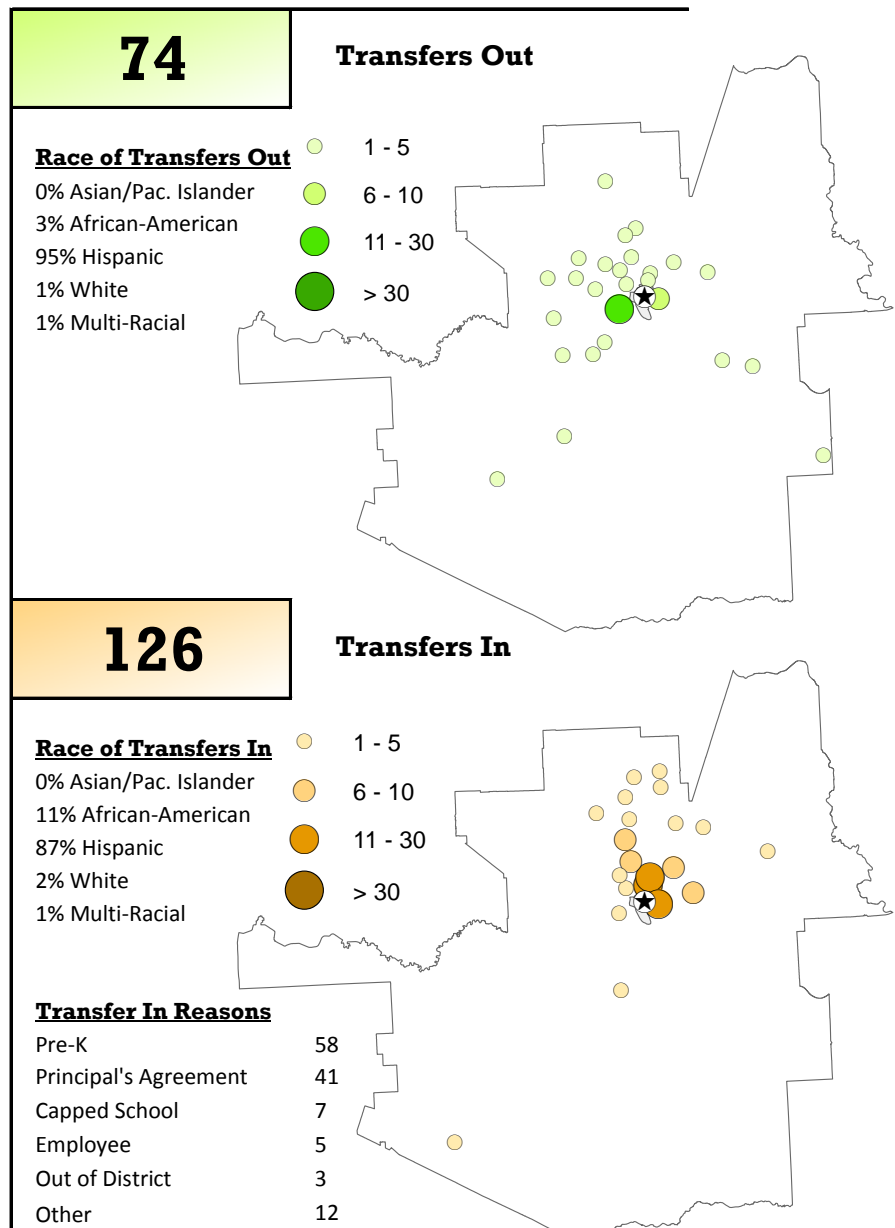 74
Transfers Out
Race of Transfers Out
0% Asian/Pac. Islander
3% African-American
95% Hispanic
1% White
1% Multi-Racial
1 - 5
6 - 10
11 - 30
> 30
126
Transfers In
Race of Transfers In
0% Asian/Pac. Islander
11% African-American
87% Hispanic
2% White
1% Multi-Racial
1 - 5
6 - 10
11 - 30
> 30
Transfer In Reasons
Pre-K 58
Principal's Agreement 41
Capped School 7
Employee 5
Out of District 3
Other 12